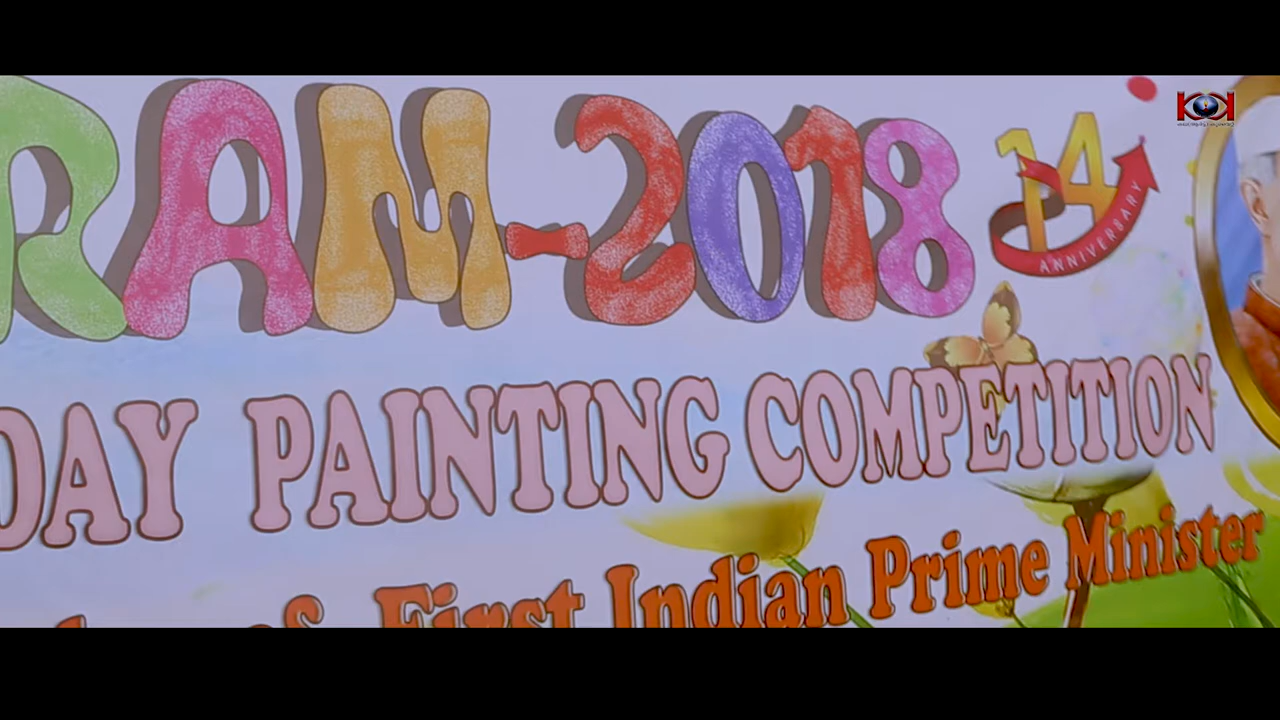 RAM-2018
14
ANNIVERSARY
DAY PAINTING COMPETITION
First Indian Prime Minister